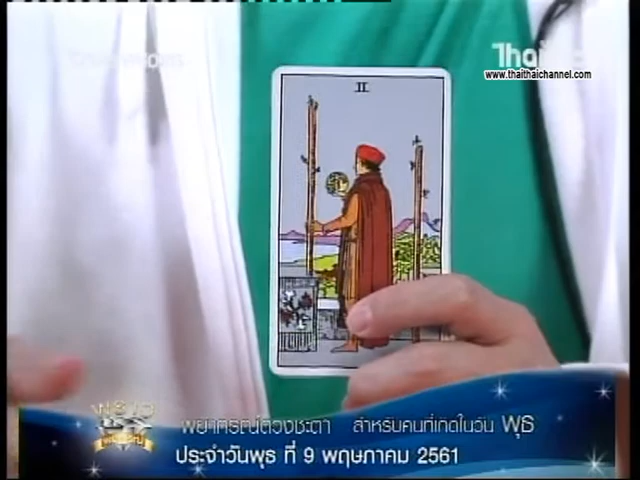 Thai
www.thaithaichannel.com
II
พยากรณ์ดวงชะตา สำหรับคนที่เกิดในวัน พุธ
ประจำวันพุธ ที่ 9 พฤษภาคม 2561